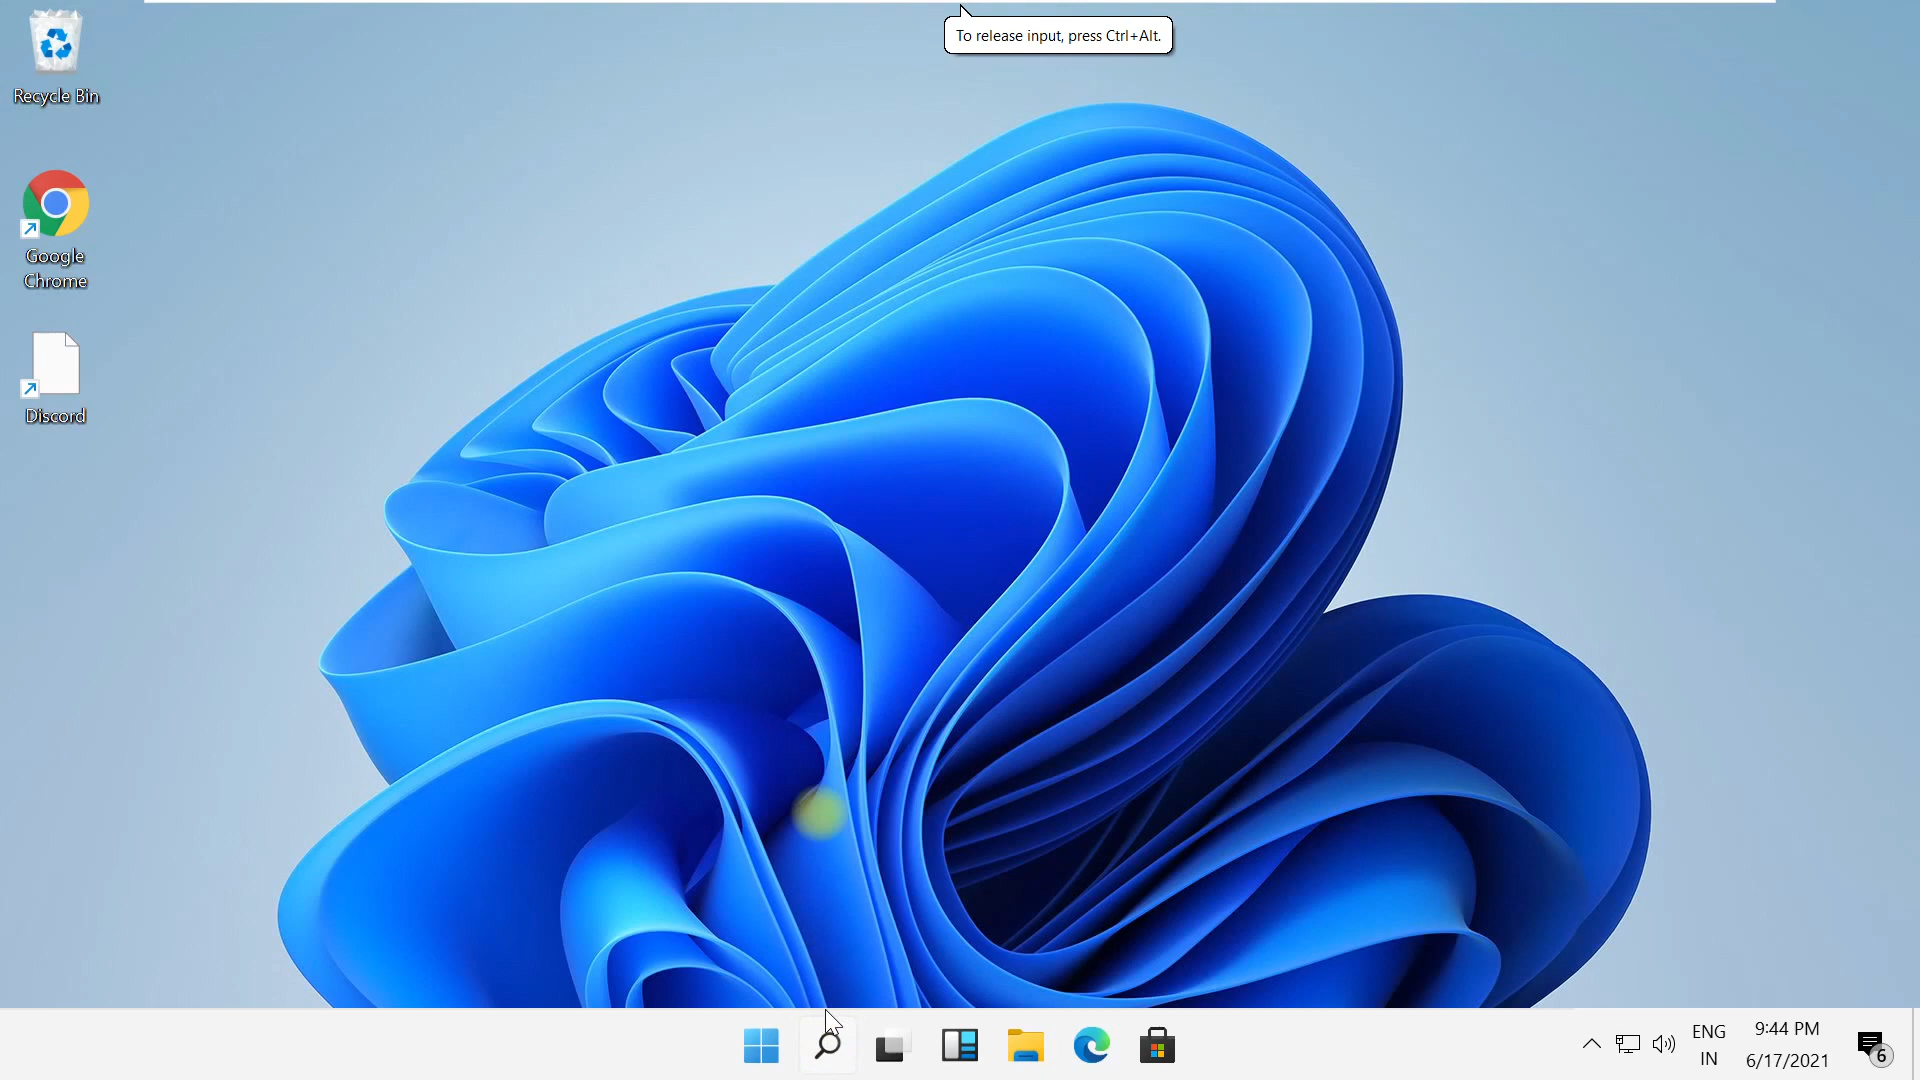 To release input, press Ctrl+Alt.
Recycle Bin
Google
Chrome
Discord
ENG
IN
9:44 PM
6/17/2021
6